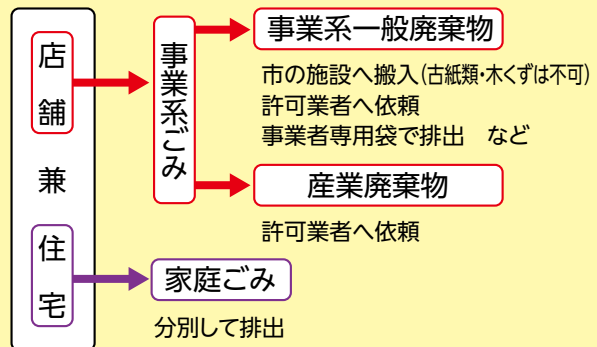 店舗兼住宅
事業系ごみ
事業系一般廃棄物
市の施設へ搬入(古紙類・木くずは不可)
許可業者へ依頼
事業者専用袋で排出　など
産業廃棄物
許可業者へ依頼
家庭ごみ
分別して排出